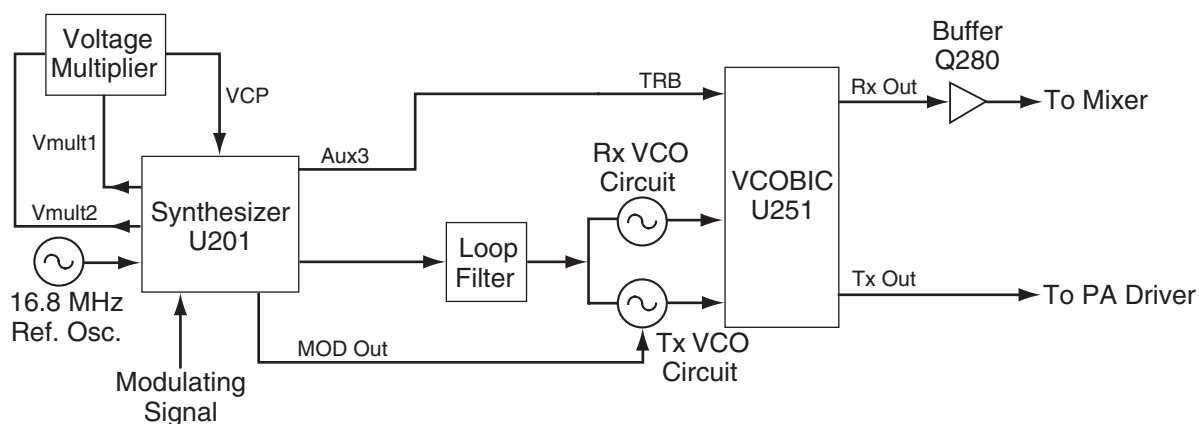 Voltage
Multiplier
Buffer
Q280
VCP
TRB
Rx Out
To Mixer
Vmult1
Aux3
Rx VCO
Circuit
VCOBIC
U251
Vmult2
Synthesizer
U201
Loop
Filter
16.8 MHz
Ref. Osc.
Tx Out
To PA Driver
MOD Out
Tx VCO
Circuit
Modulating
Signal